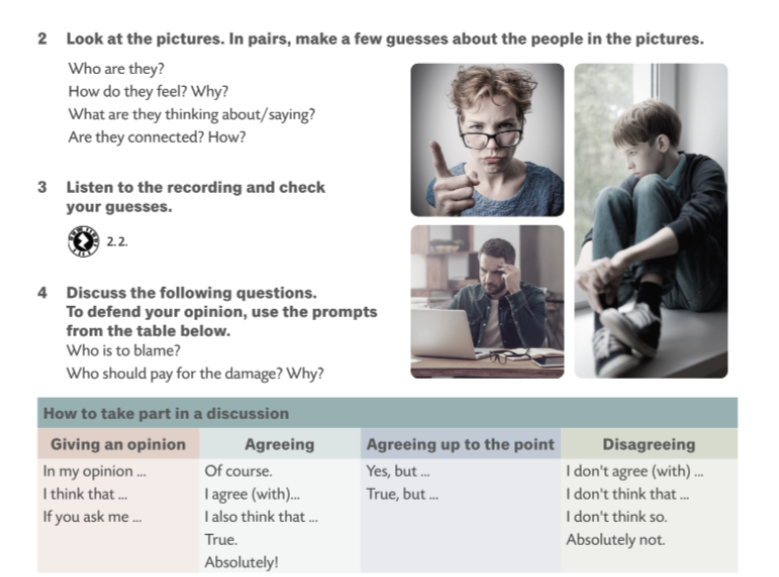 2 Look at the pictures. In pairs, make a few guesses about the people in the pictures.
Who are they?
How do they feel? Why?
What are they thinking about/saying?
Are they connected? How?
3 Listen to the recording and check
your guesses.
2.2.
4 Discuss the following questions.
To defend your opinion, use the prompts
from the table below.
Who is to blame?
Who should pay for the damage? Why?
How to take part in a discussion
Giving an opinion
In my opinion ...
I think that ...
If you ask me ...
Agreeing
Of course.
I agree (with)...
I also think that ...
True.
Absolutely!
Agreeing up to the point
Yes, but ...
True, but ...
Disagreeing
I don't agree (with) ...
I don't think that ...
I don't think so.
Absolutely not.